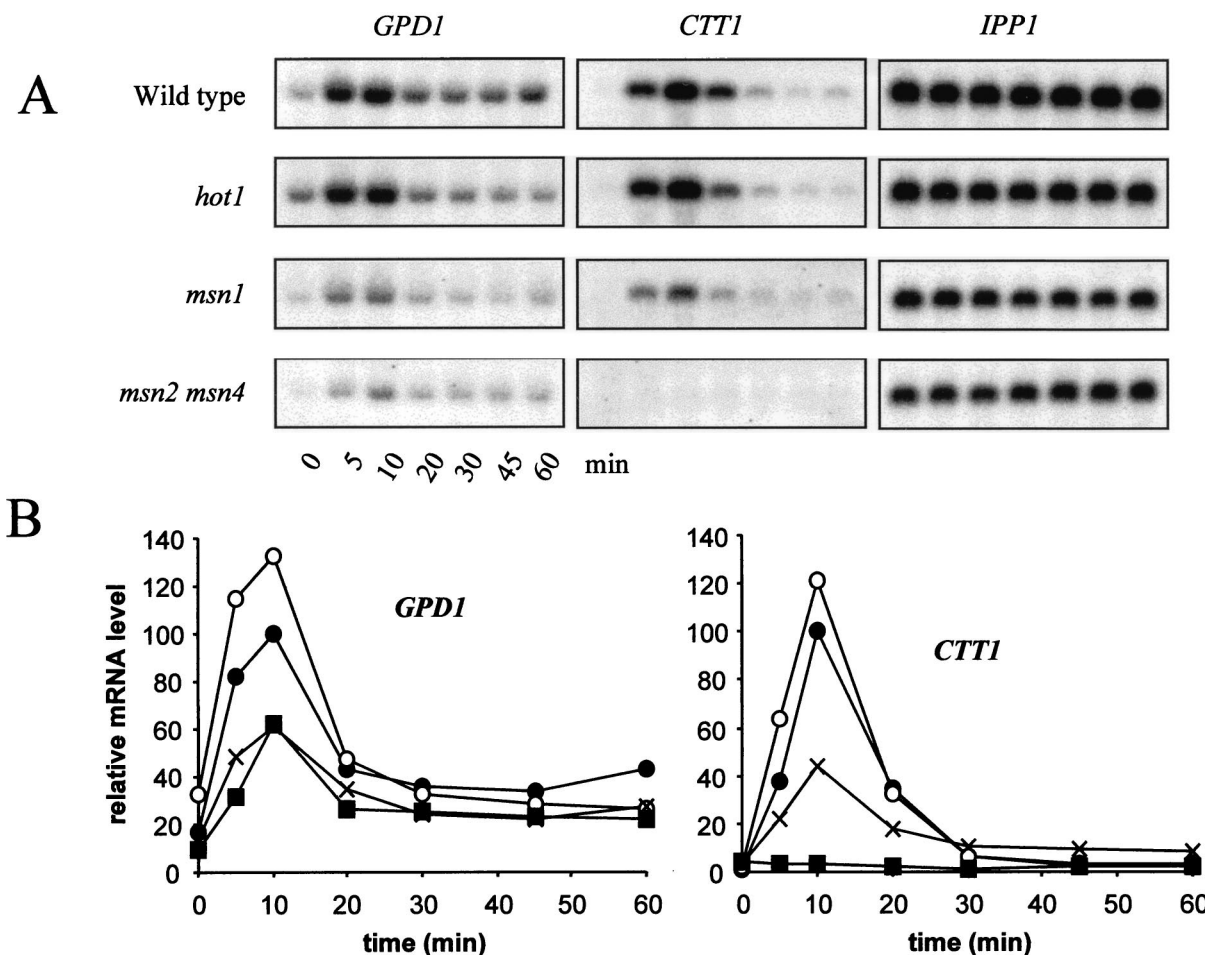 GPD1 CTT1 IPP1
A
Wild type
hot1
msn1
msn2 msn4
0 5 10 20 30 45 60 min
B
140
120
100
80
60
40
20
0
relative mRNA level
GPD1
0 10 20 30 40 50 60
time (min)
140
120
100
80
60
40
20
0
CTT1
0 10 20 30 40 50 60
time (min)